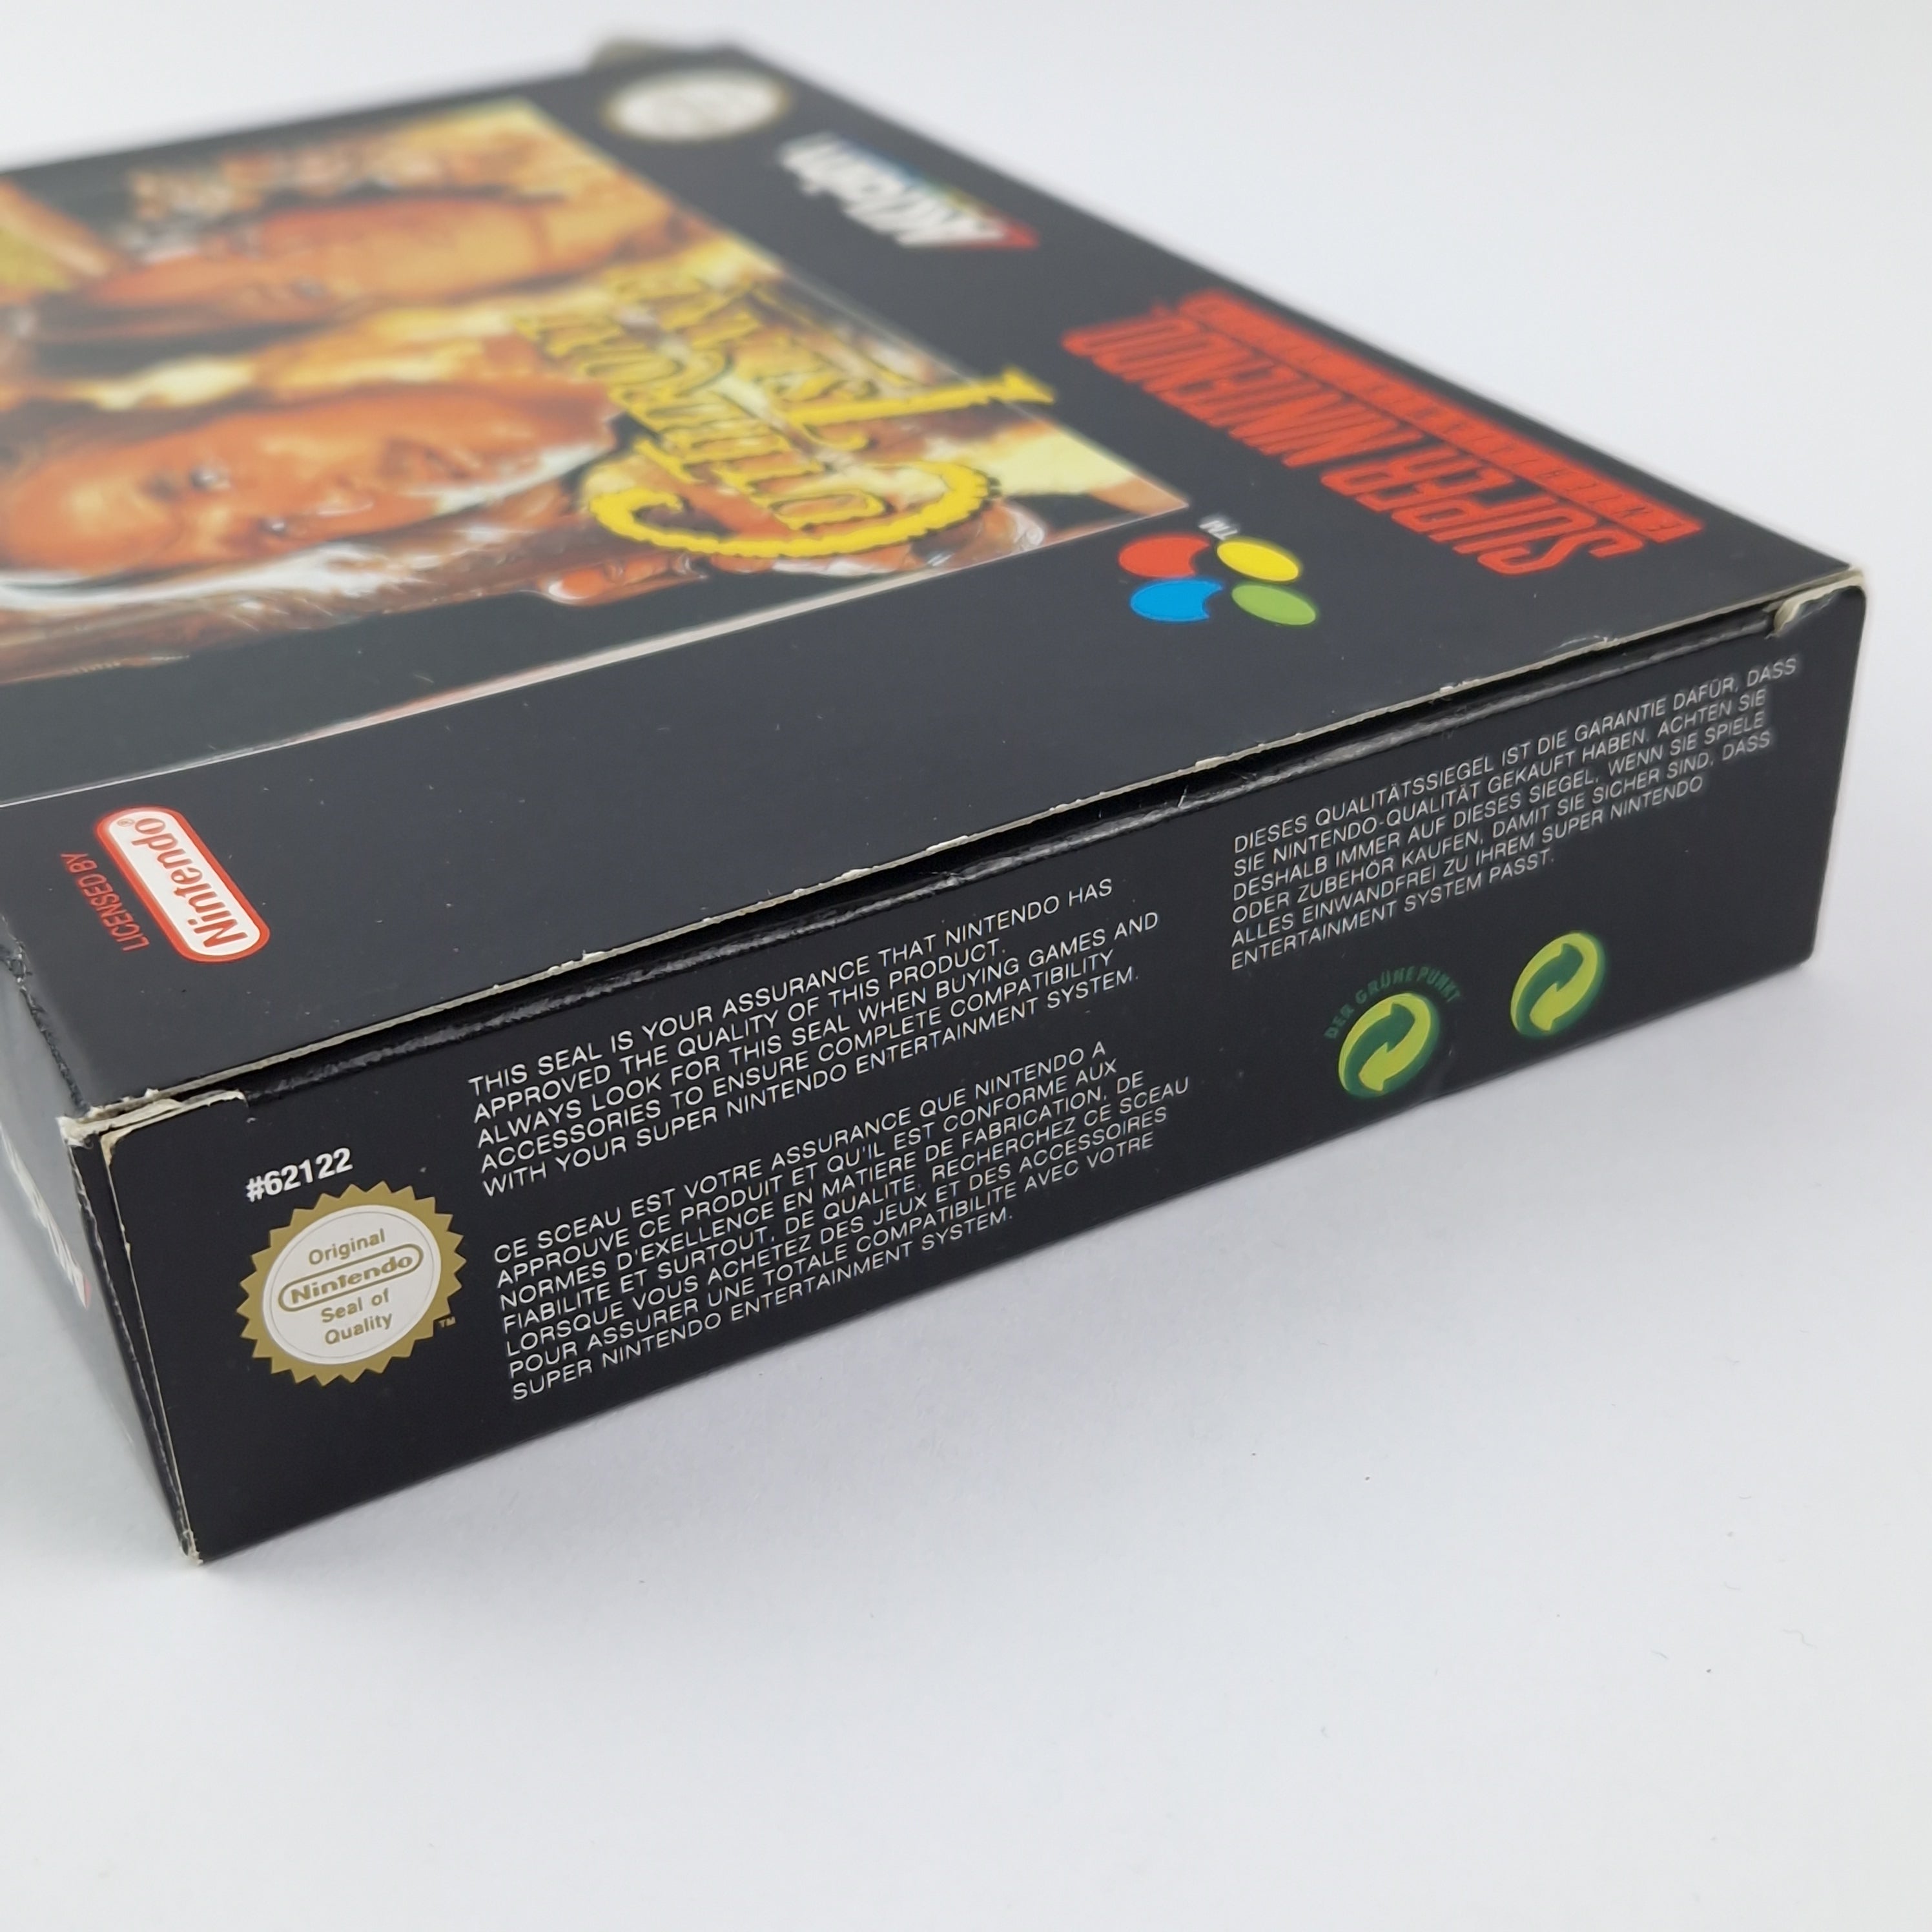 AKlaim
SUPER NINTENDO
CUTTHROAT
ISLAND
TM
LICENSED BY
Nintendo®
#62122
Original
Nintendo
Seal of
Quality
TM
THIS SEAL IS YOUR ASSURANCE THAT NINTENDO HAS
APPROVED THE QUALITY OF THIS PRODUCT.
ALWAYS LOOK FOR THIS SEAL WHEN BUYING GAMES AND
ACCESSORIES TO ENSURE COMPLETE COMPATIBILITY
WITH YOUR SUPER NINTENDO ENTERTAINMENT SYSTEM.
CE SCEAU EST VOTRE ASSURANCE QUE NINTENDO A
APPROUVE CE PRODUIT ET QU'IL EST CONFORME AUX
NORMES D'EXELLENCE EN MATIERE DE FABRICATION, DE
FIABILITE ET SURTOUT, DE QUALITE. RECHERCHEZ CE SCEAU
LORSQUE VOUS ACHETEZ DES JEUX ET DES ACCESSOIRES
POUR ASSURER UNE TOTALE COMPATIBILITE AVEC VOTRE
SUPER NINTENDO ENTERTAINMENT SYSTEM.
DIESES QUALITÄTSSIEGEL IST DIE GARANTIE DAFÜR, DASS
SIE NINTENDO-QUALITÄT GEKAUFT HABEN. ACHTEN SIE
DESHALB IMMER AUF DIESES SIEGEL, WENN SIE SPIELE
ODER ZUBEHÖR KAUFEN, DAMIT SIE SICHER SIND, DASS
ALLES EINWANDFREI ZU IHREM SUPER NINTENDO
ENTERTAINMENT SYSTEM PASST.
DER GRÜNE PUNKT